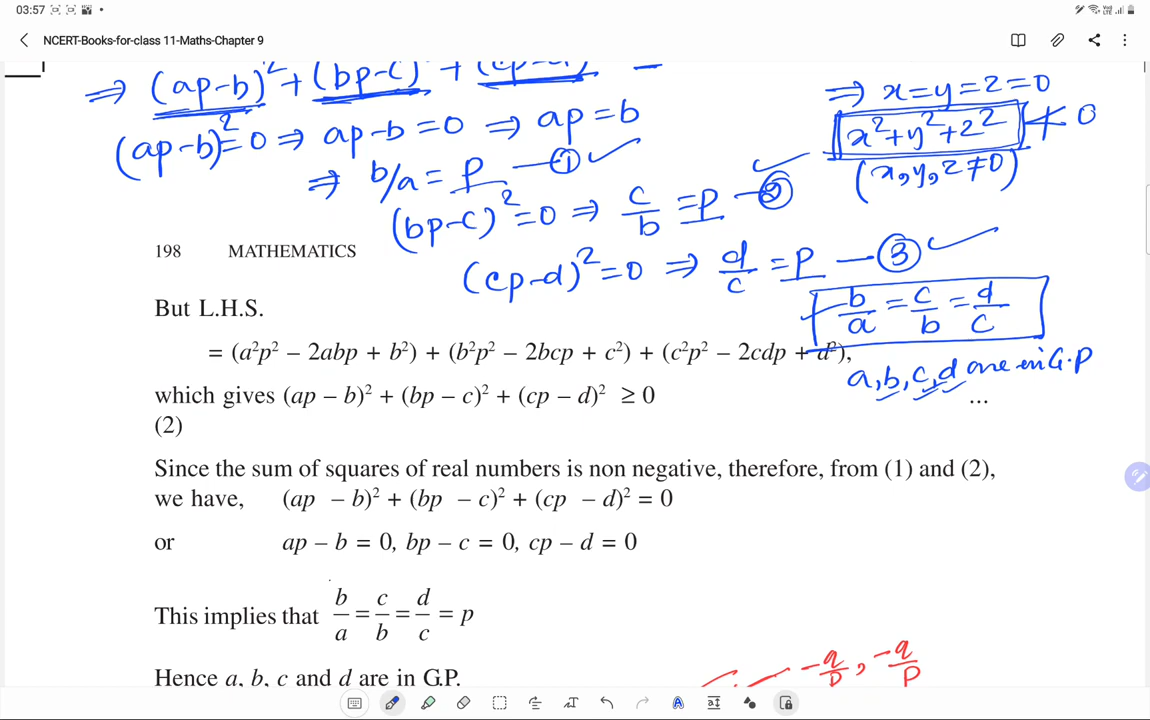 03:57
NCERT-Books-for-class 11-Maths-Chapter 9
⇒ (ap-b)² + (bp-c)² +
⇒ x=y=z=0
(ap-b)²=0 ⇒ ap-b=0 ⇒ ap=b
x²+y²+z² ≠ 0
⇒ b/a = p — ①
(x,y,z ≠0)
(bp-c)²=0 ⇒ c/b = p — ②
198 MATHEMATICS
(cp-d)²=0 ⇒ d/c = p — ③
But L.H.S.
b/a = c/b = d/c
= (a²p² – 2abp + b²) + (b²p² – 2bcp + c²) + (c²p² – 2cdp + d²),
a,b,c,d are in G.P
which gives (ap – b)² + (bp – c)² + (cp – d)² ≥ 0 ...
(2)
Since the sum of squares of real numbers is non negative, therefore, from (1) and (2),
we have, (ap – b)² + (bp – c)² + (cp – d)² = 0
or ap – b = 0, bp – c = 0, cp – d = 0
This implies that b/a = c/b = d/c = p
-q/p, -q/p
Hence a, b, c and d are in G.P.